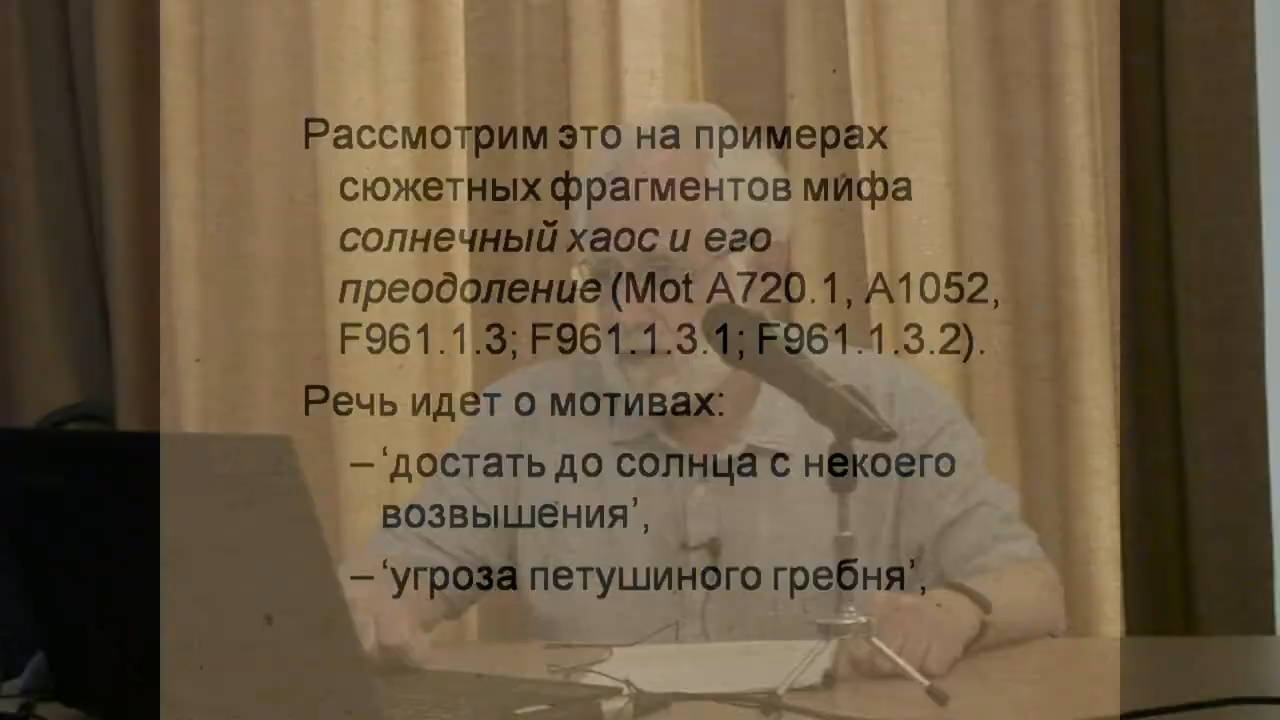 Рассмотрим это на примерах
сюжетных фрагментов мифа
солнечный хаос и его
преодоление (Mot A720.1, A1052,
F961.1.3; F961.1.3.1; F961.1.3.2).
Речь идет о мотивах:
– ‘достать до солнца с некоего
возвышения’,
– ‘угроза петушиного гребня’,